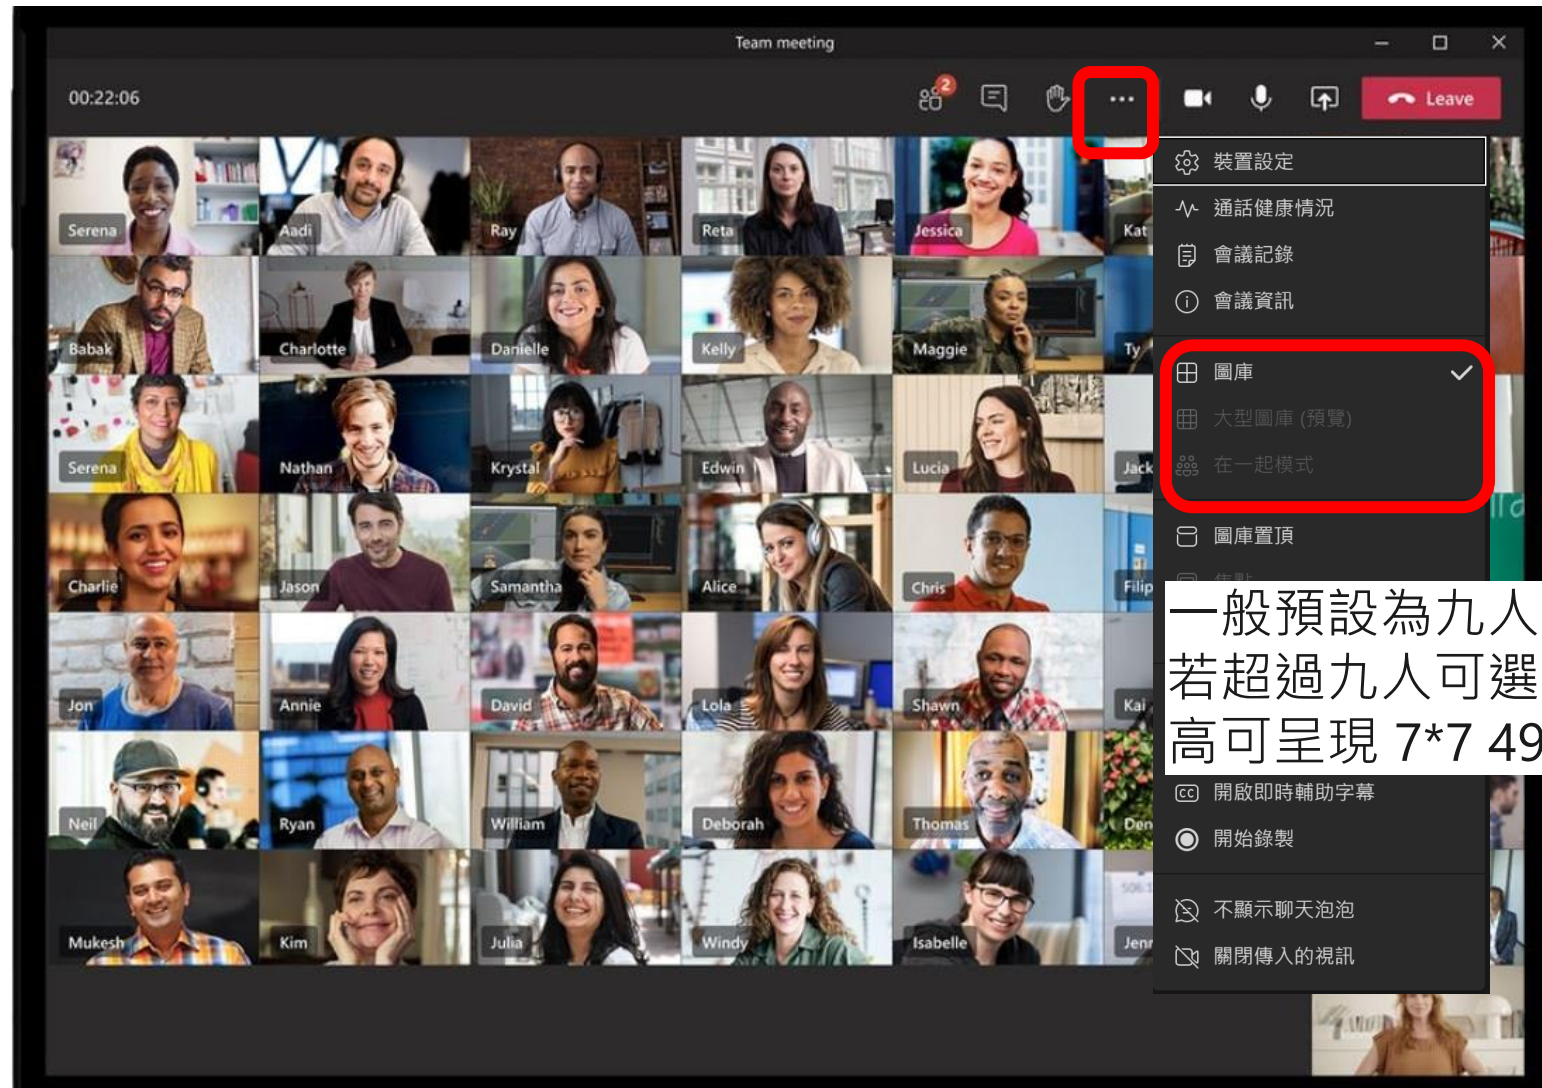 Team meeting
00:22:06
2
Leave
Serena
Aadi
Ray
Reta
Jessica
Kat
裝置設定
通話健康情況
會議記錄
會議資訊
Babak
Charlotte
Danielle
Kelly
Maggie
Ty
圖庫
大型圖庫 (預覽)
在一起模式
Serena
Nathan
Krystal
Edwin
Lucia
Jack
圖庫置頂
Charlie
Jason
Samantha
Alice
Chris
Filip
一般預設為九人
若超過九人可選
高可呈現 7*7 49
Jon
Annie
David
Lola
Shawn
Kai
Neil
Ryan
William
Deborah
Thomas
Den
CC 開啟即時輔助字幕
開始錄製
Mukesh
Kim
Julia
Windy
Isabelle
Jenn
不顯示聊天泡泡
關閉傳入的視訊